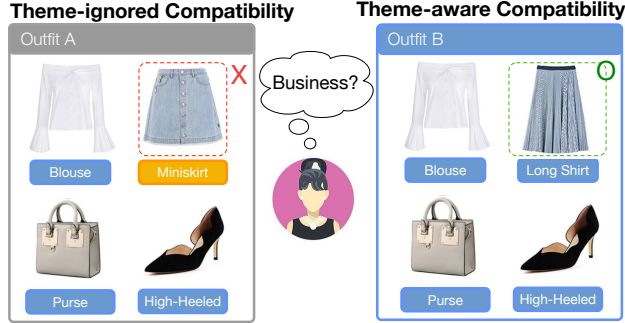 Theme-ignored Compatibility
Outfit A
X
Blouse
Miniskirt
Purse
High-Heeled
Business?
Theme-aware Compatibility
Outfit B
O
Blouse
Long Shirt
Purse
High-Heeled